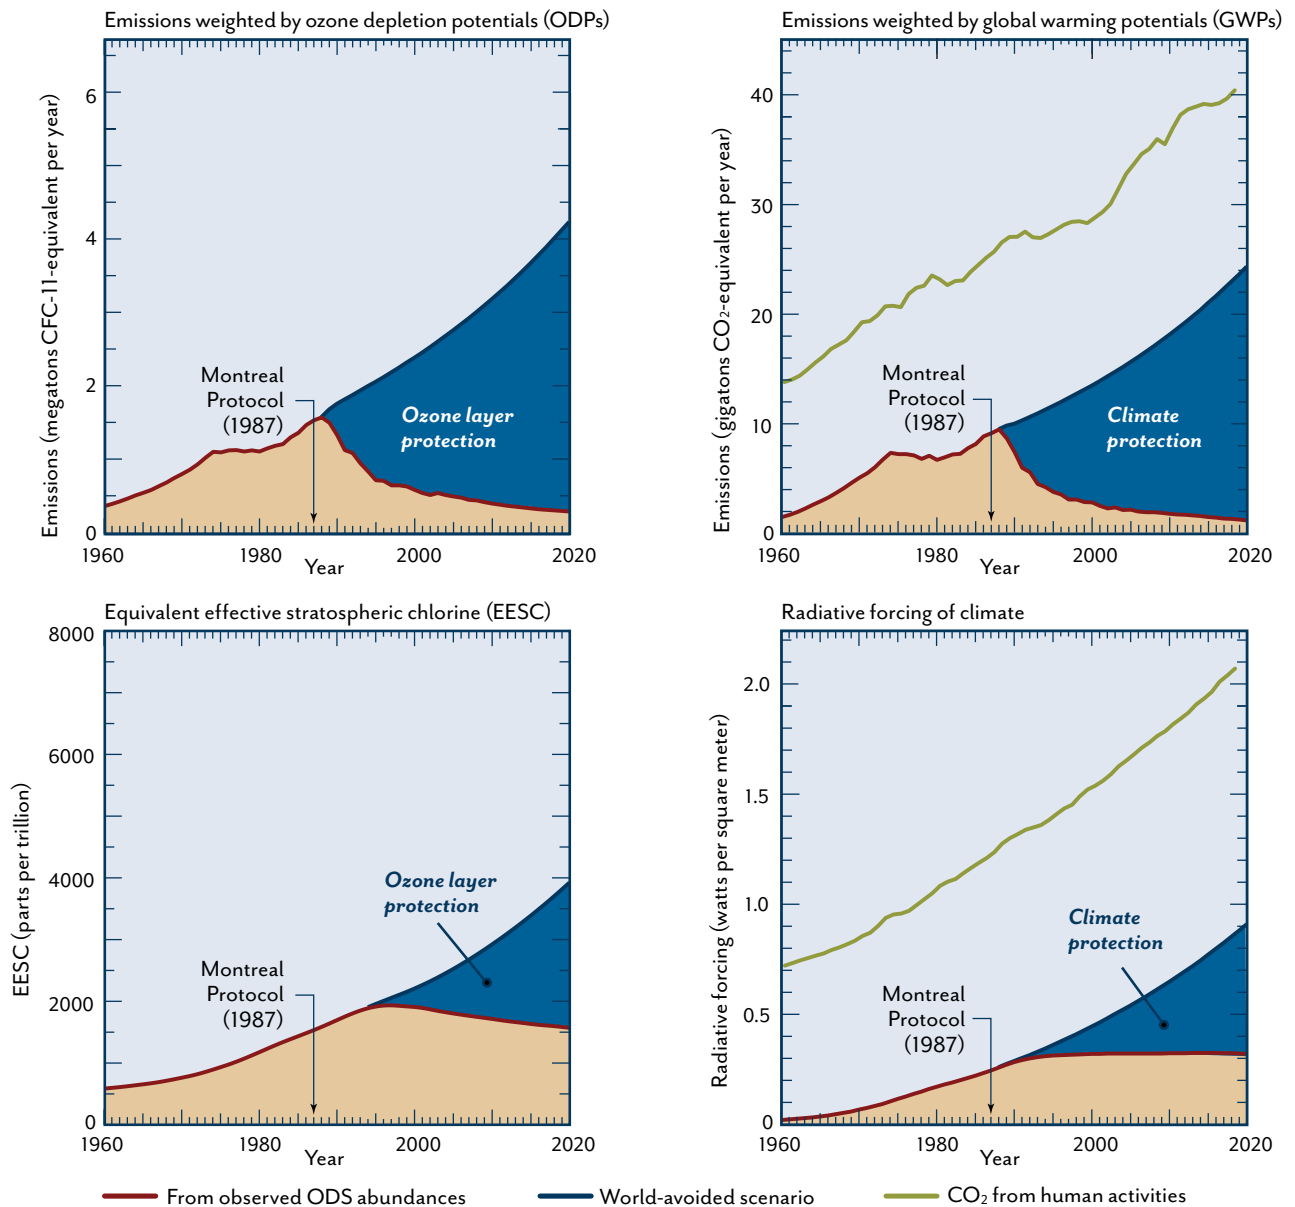 Emissions weighted by ozone depletion potentials (ODPs)
Emissions (megatons CFC-11-equivalent per year)
6
4
2
0
Montreal
Protocol
(1987)
Ozone layer
protection
1960
1980
2000
2020
Year
Emissions weighted by global warming potentials (GWPs)
Emissions (gigatons CO₂-equivalent per year)
40
30
20
10
0
Montreal
Protocol
(1987)
Climate
protection
1960
1980
2000
2020
Year
Equivalent effective stratospheric chlorine (EESC)
EESC (parts per trillion)
8000
6000
4000
2000
0
Ozone layer
protection
Montreal
Protocol
(1987)
1960
1980
2000
2020
Year
Radiative forcing of climate
Radiative forcing (watts per square meter)
2.0
1.5
1.0
0.5
0
Climate
protection
Montreal
Protocol
(1987)
1960
1980
2000
2020
Year
From observed ODS abundances
World-avoided scenario
CO₂ from human activities